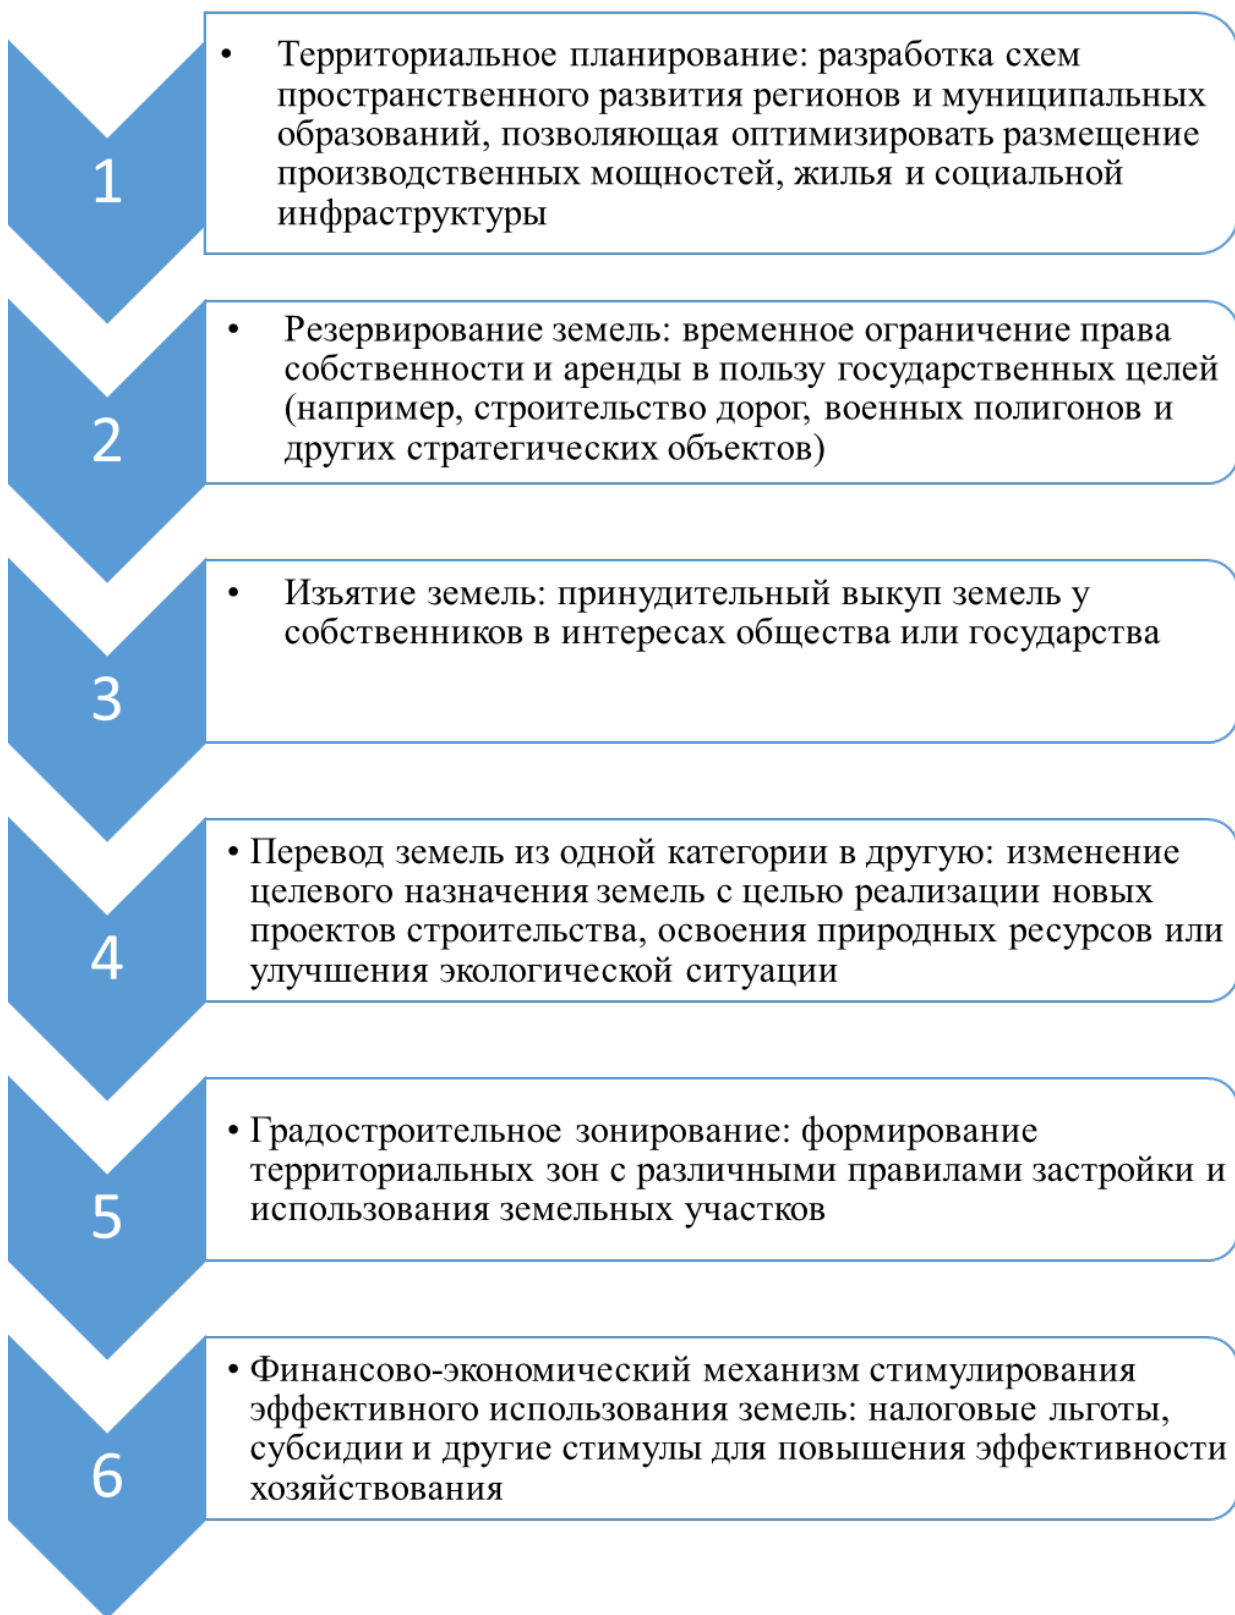 1
• Территориальное планирование: разработка схем
пространственного развития регионов и муниципальных
образований, позволяющая оптимизировать размещение
производственных мощностей, жилья и социальной
инфраструктуры
2
• Резервирование земель: временное ограничение права
собственности и аренды в пользу государственных целей
(например, строительство дорог, военных полигонов и
других стратегических объектов)
3
• Изъятие земель: принудительный выкуп земель у
собственников в интересах общества или государства
4
• Перевод земель из одной категории в другую: изменение
целевого назначения земель с целью реализации новых
проектов строительства, освоения природных ресурсов или
улучшения экологической ситуации
5
• Градостроительное зонирование: формирование
территориальных зон с различными правилами застройки и
использования земельных участков
6
• Финансово-экономический механизм стимулирования
эффективного использования земель: налоговые льготы,
субсидии и другие стимулы для повышения эффективности
хозяйствования